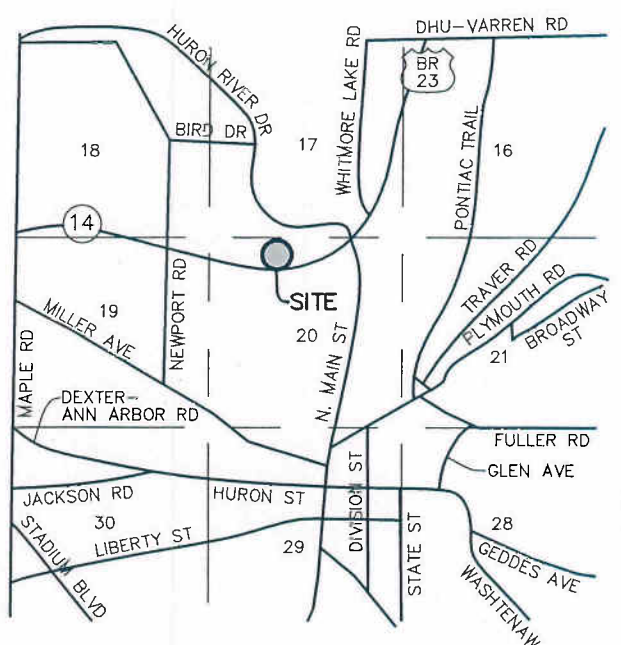 DHU-VARREN RD
HURON RIVER DR
WHITMORE LAKE RD
BR
23
BIRD DR
18
17
16
PONTIAC TRAIL
14
TRAVER RD
PLYMOUTH RD
BROADWAY
ST
NEWPORT RD
SITE
19
MILLER AVE
20
21
N. MAIN ST
MAPLE RD
DEXTER-
ANN ARBOR RD
FULLER RD
GLEN AVE
JACKSON RD
HURON ST
DIVISION ST
STATE ST
30
LIBERTY ST
29
28
STADIUM BLVD
GEDDES AVE
WASHTENAW